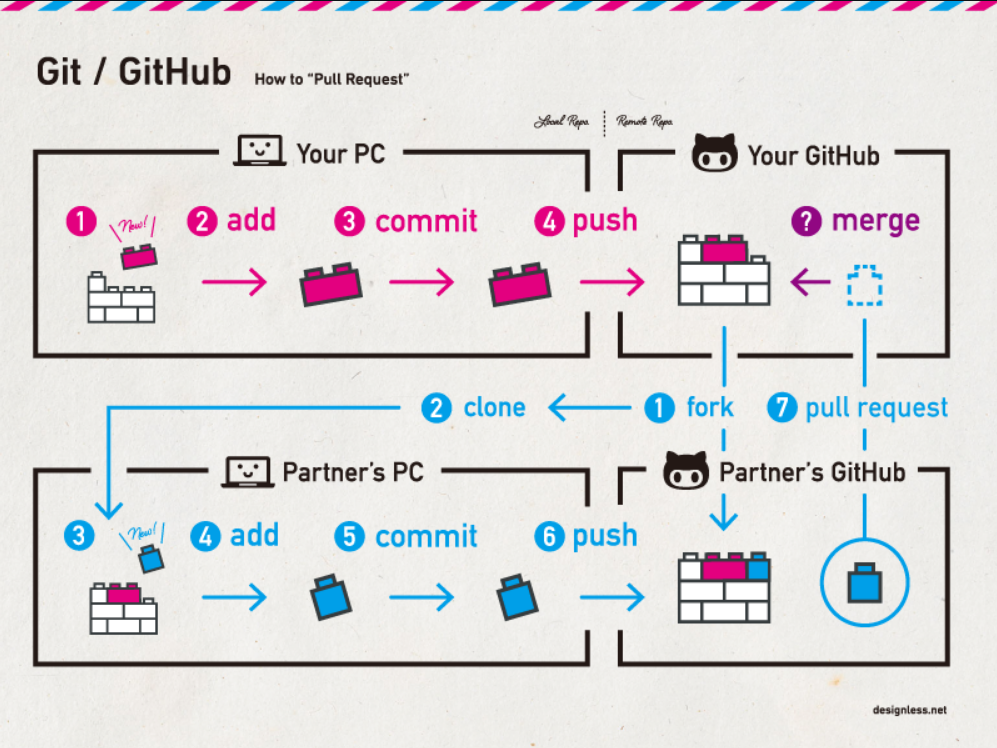 Git / GitHub How to "Pull Request"
Local Repo. Remote Repo.
Your PC
Your GitHub
1 New!
2 add
3 commit
4 push
? merge
2 clone
1 fork
7 pull request
Partner's PC
Partner's GitHub
3 New!
4 add
5 commit
6 push
designless.net